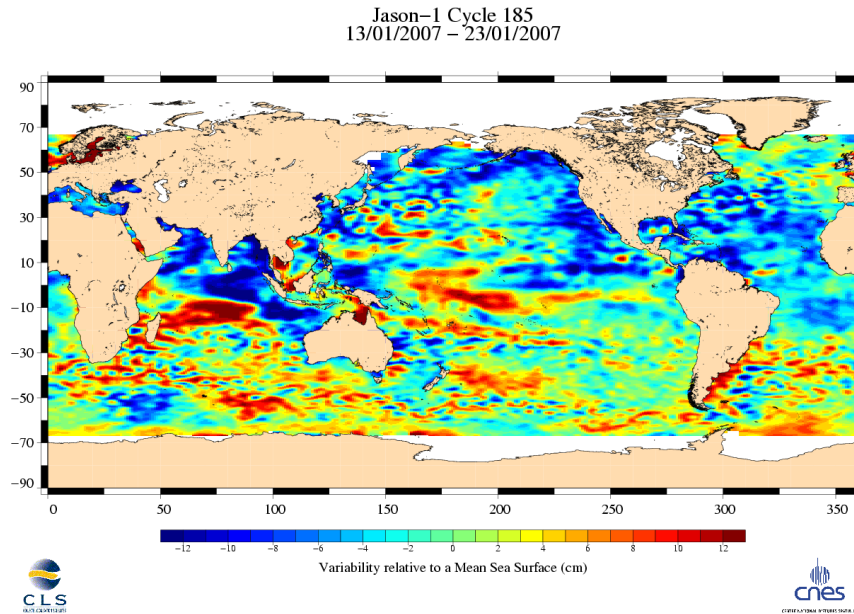 Jason−1 Cycle 185
13/01/2007 − 23/01/2007
90
70
50
30
10
−10
−30
−50
−70
−90
0 50 100 150 200 250 300 350
−12 −10 −8 −6 −4 −2 0 2 4 6 8 10 12
Variability relative to a Mean Sea Surface (cm)
CLS
cnes